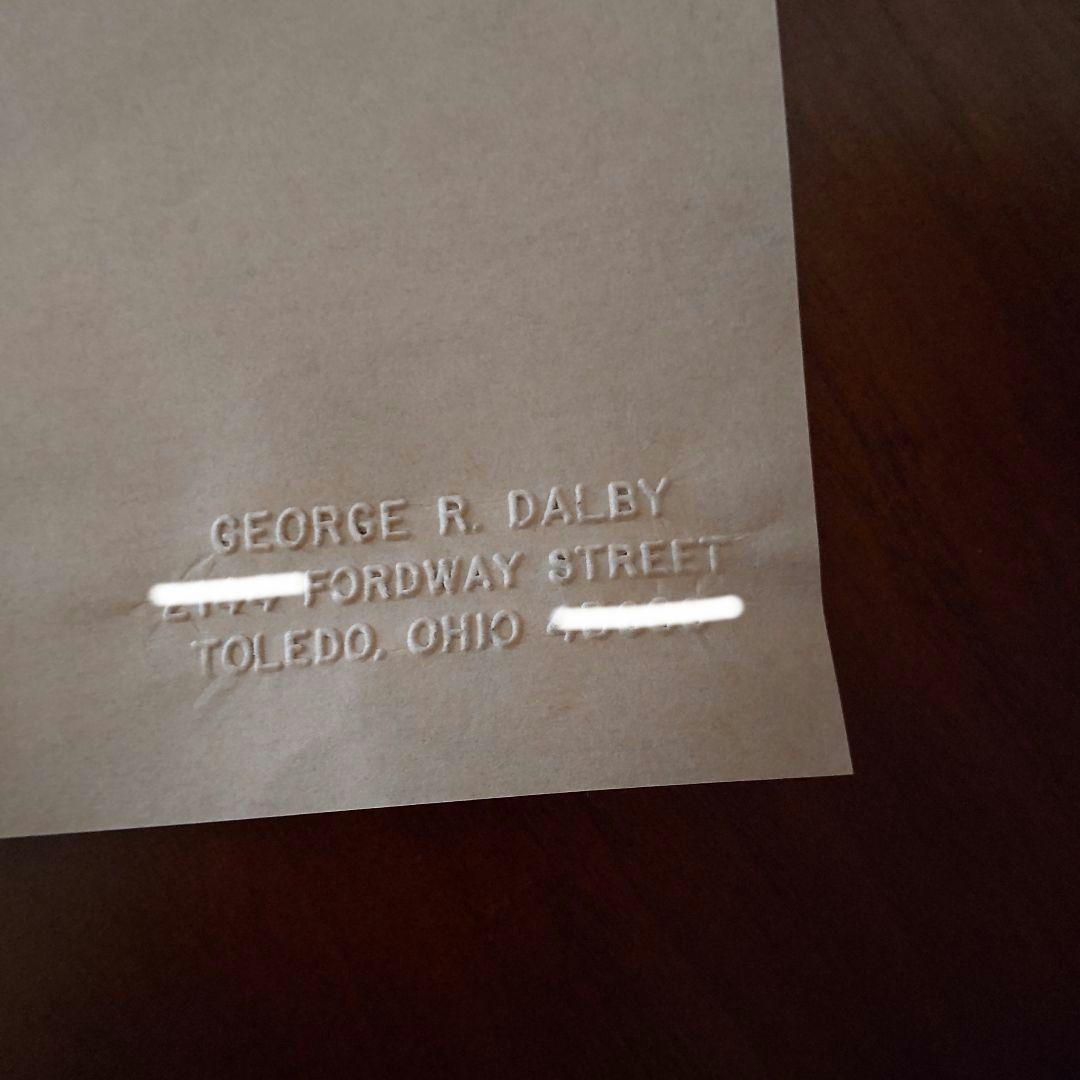 GEORGE R. DALBY
FORDWAY STREET
TOLEDO, OHIO